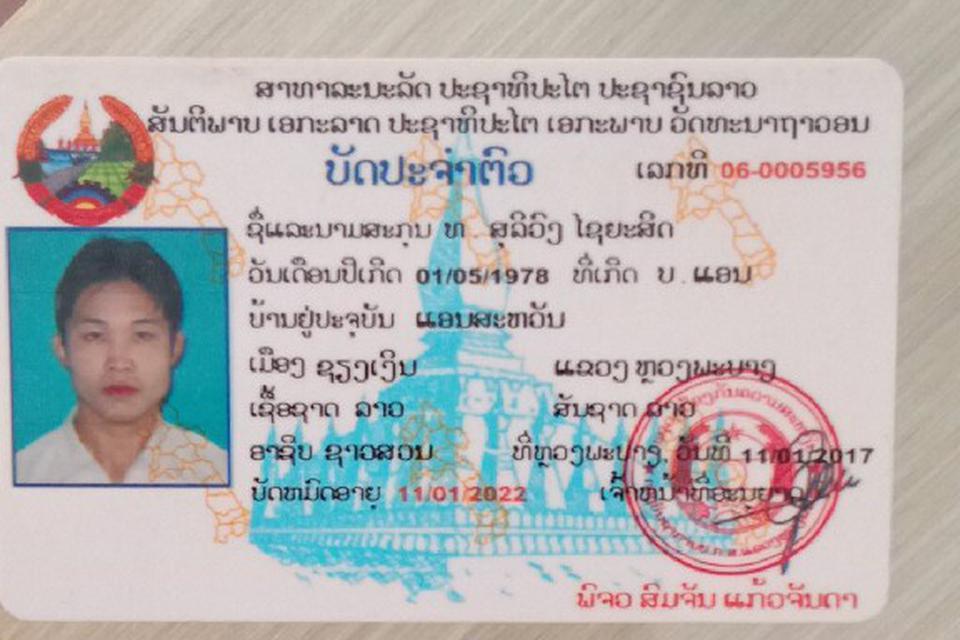 ສາທາລະນະລັດ ປະຊາທິປະໄຕ ປະຊາຊົນລາວ
ສັນຕິພາບ ເອກະລາດ ປະຊາທິປະໄຕ ເອກະພາບ ວັດທະນາຖາວອນ
ບັດປະຈຳຕົວ ເລກທີ 06-0005956
ຊື່ແລະນາມສະກຸນ ທ . ສຸລິວົງ ໄຊຍະສິດ
ວັນເດືອນປີເກີດ 01/05/1978 ທີ່ເກີດ ບ . ແອນ
ບ້ານຢູ່ປະຈຸບັນ ແອນສະຫວັນ
ເມືອງ ຊຽງເງິນ ແຂວງ ຫຼວງພະບາງ
ເຊື້ອຊາດ ລາວ ສັນຊາດ ລາວ
ອາຊີບ ຊາວສວນ ທີ່ຫຼວງພະບາງ, ວັນທີ 11/01/2017
ບັດຫມົດອາຍຸ 11/01/2022 ເຈົ້າຫນ້າທີ່ອະນຸຍາດ
ພົຈວ ສົມຈັນ ແກ້ວຈັນດາ